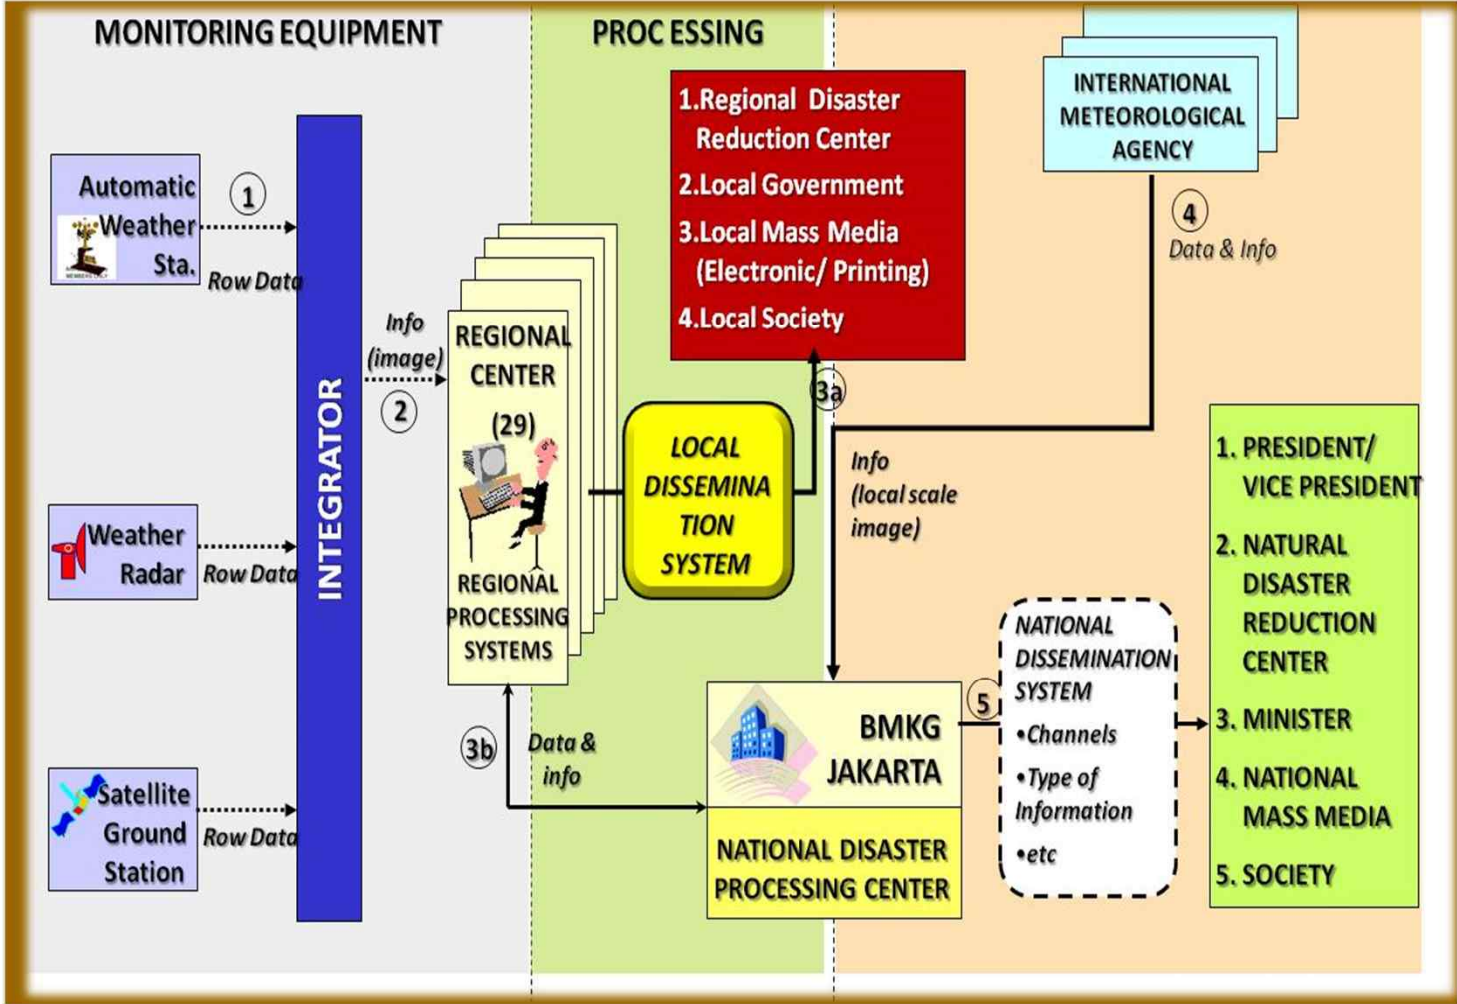 MONITORING EQUIPMENT
PROC ESSING
Automatic
Weather
Sta.
1
Row Data
Weather
Radar
Row Data
Satellite
Ground
Station
Row Data
INTEGRATOR
Info
(image)
2
REGIONAL
CENTER
(29)
REGIONAL
PROCESSING
SYSTEMS
LOCAL
DISSEMINA
TION
SYSTEM
1.Regional Disaster
Reduction Center
2.Local Government
3.Local Mass Media
(Electronic/ Printing)
4.Local Society
3a
INTERNATIONAL
METEOROLOGICAL
AGENCY
4
Data & Info
Info
(local scale
image)
3b
Data &
info
BMKG
JAKARTA
NATIONAL DISASTER
PROCESSING CENTER
5
NATIONAL
DISSEMINATION
SYSTEM
•Channels
•Type of
Information
•etc
1. PRESIDENT/
VICE PRESIDENT
2. NATURAL
DISASTER
REDUCTION
CENTER
3. MINISTER
4. NATIONAL
MASS MEDIA
5. SOCIETY